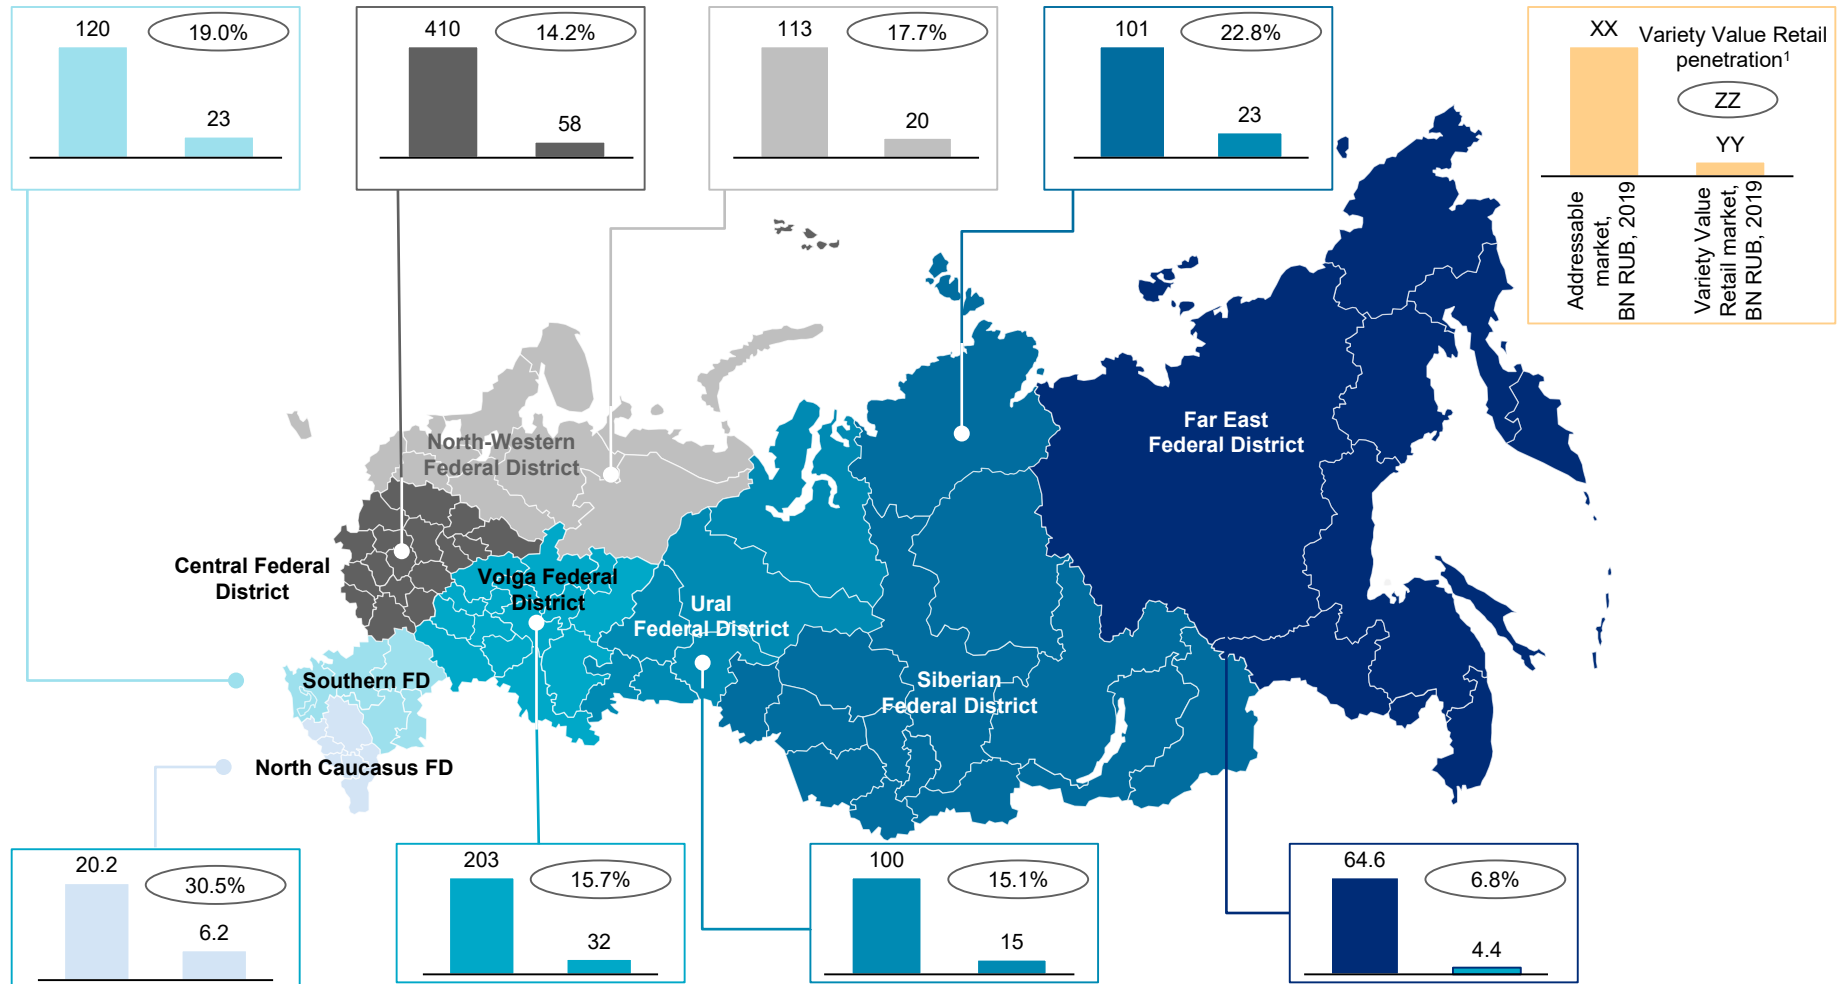 120
19.0%
23
410
14.2%
58
113
17.7%
20
101
22.8%
23
XX
Variety Value Retail
penetration¹
ZZ
YY
Addressable
market,
BN RUB, 2019
Variety Value
Retail market,
BN RUB, 2019
North-Western
Federal District
Far East
Federal District
Central Federal
District
Volga Federal
District
Ural
Federal District
Southern FD
Siberian
Federal District
North Caucasus FD
20.2
30.5%
6.2
203
15.7%
32
100
15.1%
15
64.6
6.8%
4.4